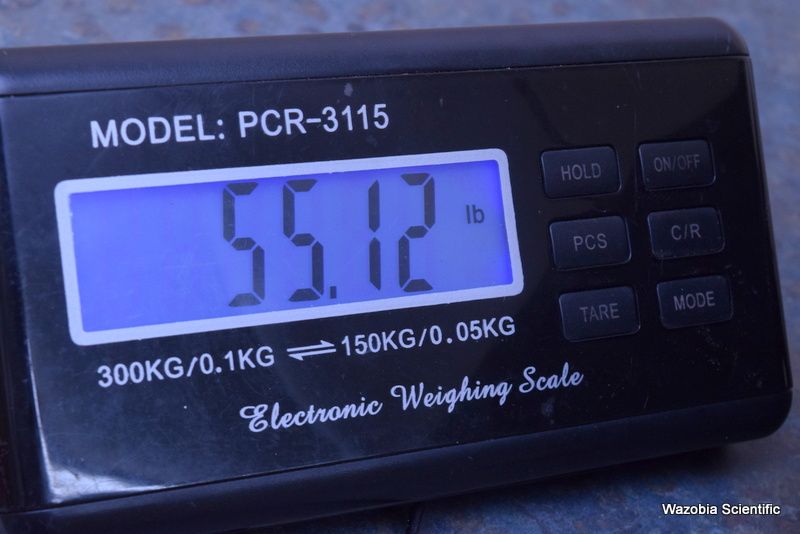 MODEL: PCR-3115
55.12 lb
HOLD ON/OFF
PCS C/R
TARE MODE
300KG/0.1KG ⇌ 150KG/0.05KG
Electronic Weighing Scale
Wazobia Scientific